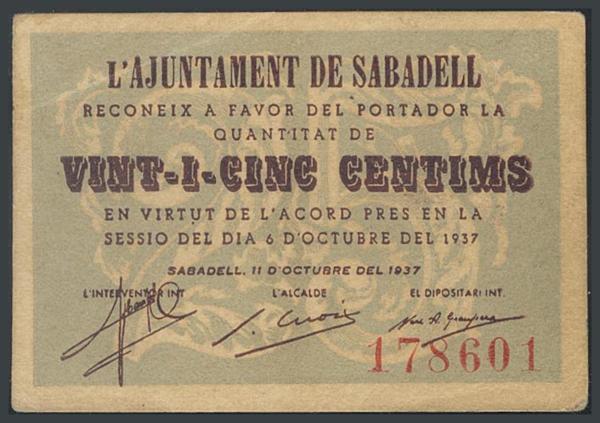 L'AJUNTAMENT DE SABADELL
RECONEIX A FAVOR DEL PORTADOR LA
QUANTITAT DE
VINT-I-CINC CENTIMS
EN VIRTUT DE L'ACORD PRES EN LA
SESSIO DEL DIA 6 D'OCTUBRE DEL 1937
SABADELL, 11 D'OCTUBRE DEL 1937
L'INTERVENTOR INT. L'ALCALDE EL DIPOSITARI INT.
178601